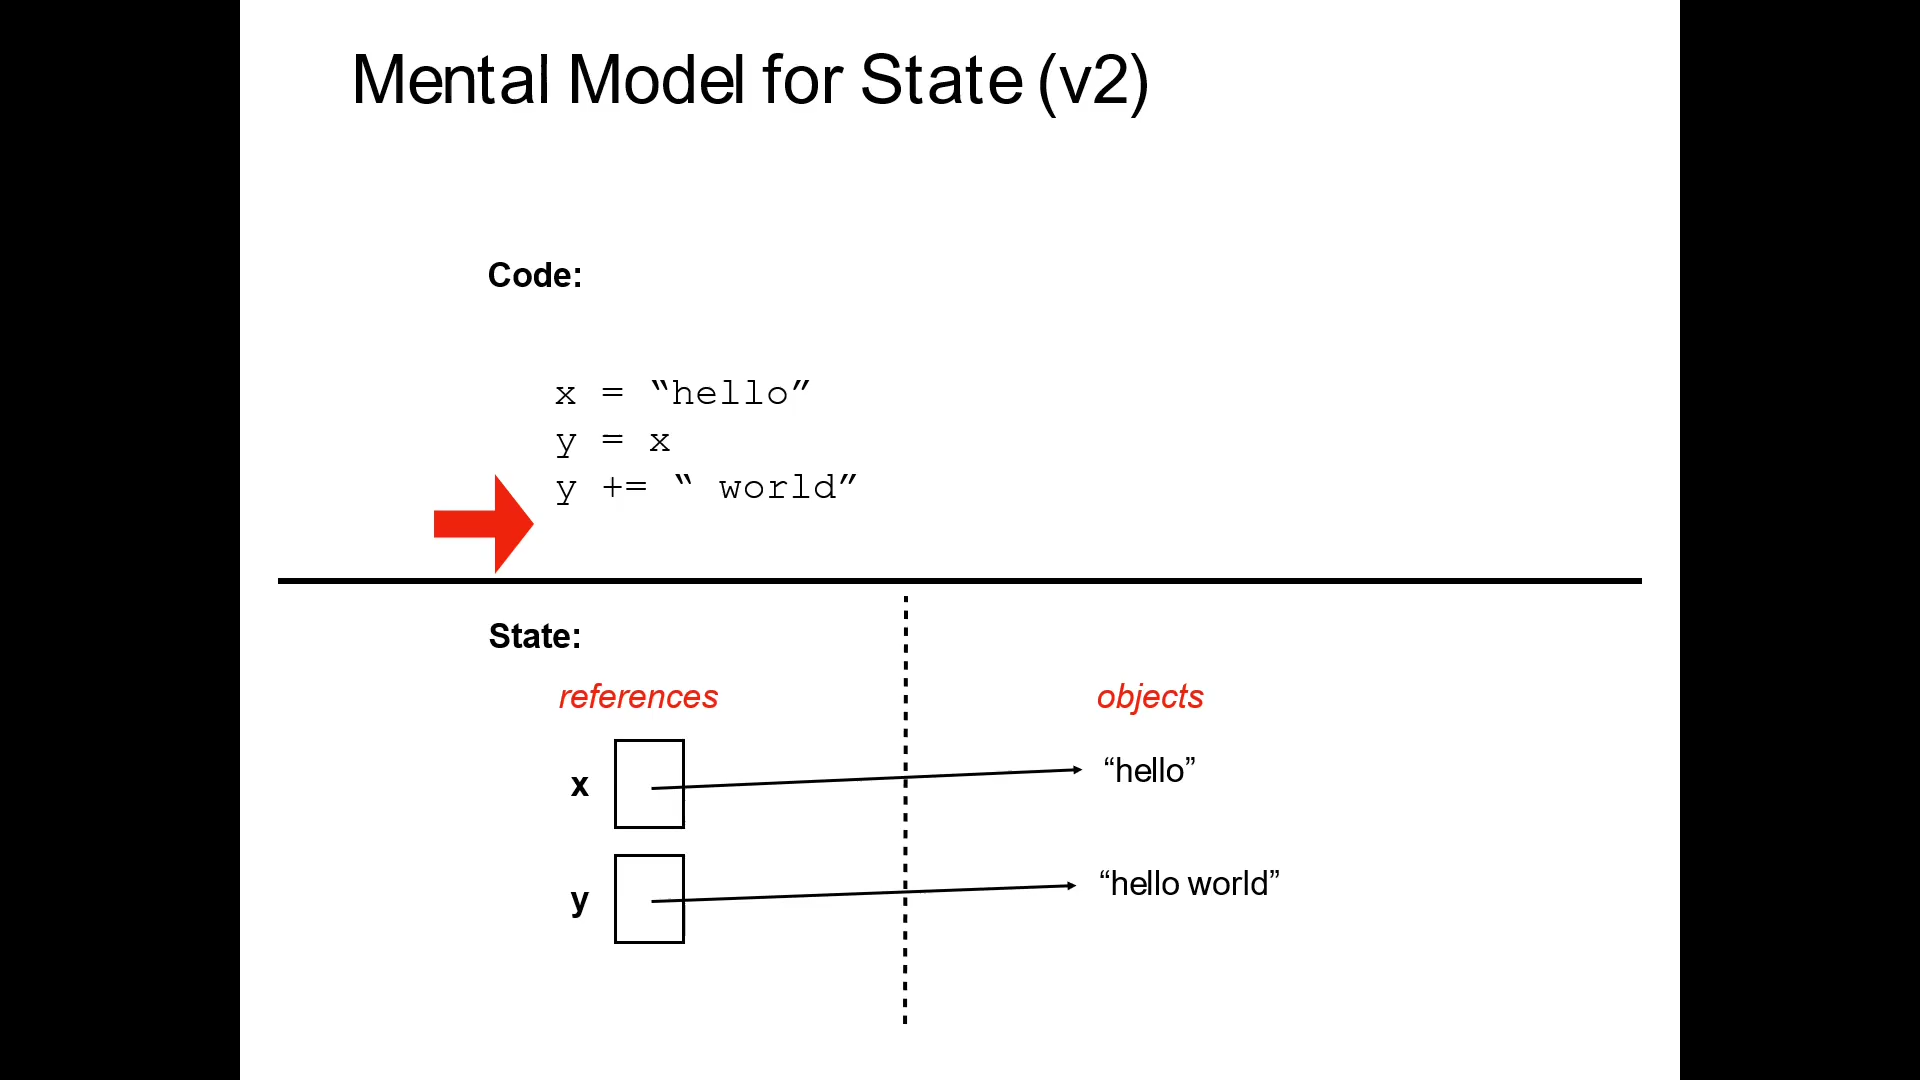 Mental Model for State (v2)
Code:
x = “hello”
y = x
y += “ world”
State:
references
objects
x
“hello”
y
“hello world”